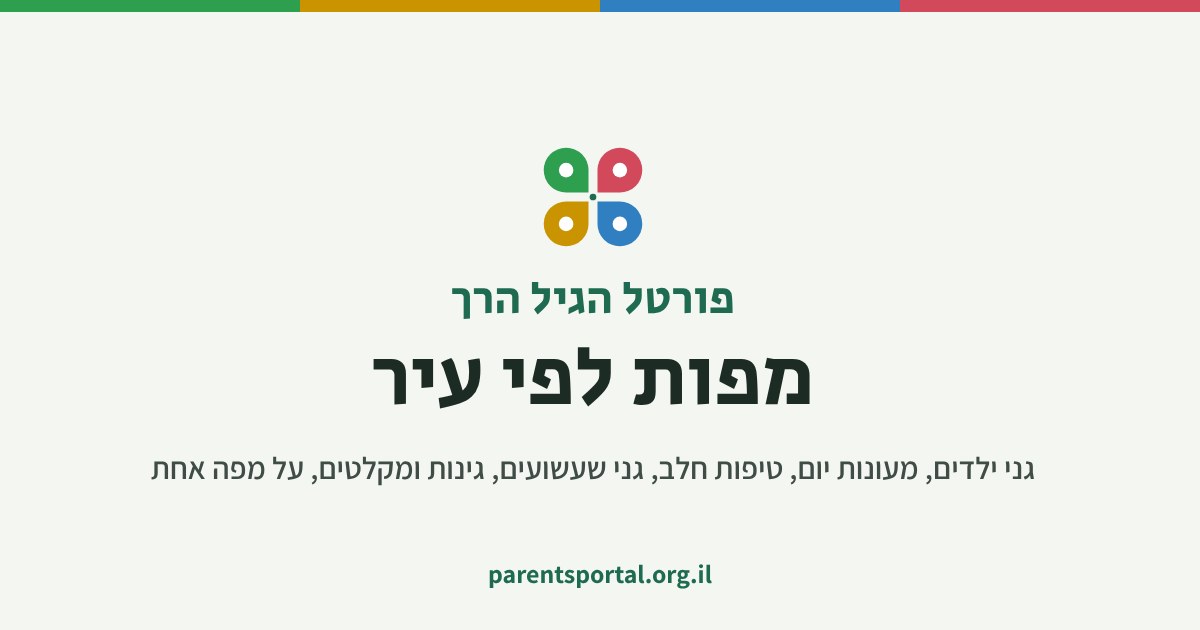 פורטל הגיל הרך
מפות לפי עיר
גני ילדים, מעונות יום, טיפות חלב, גני שעשועים, גינות ומקלטים, על מפה אחת
parentsportal.org.il